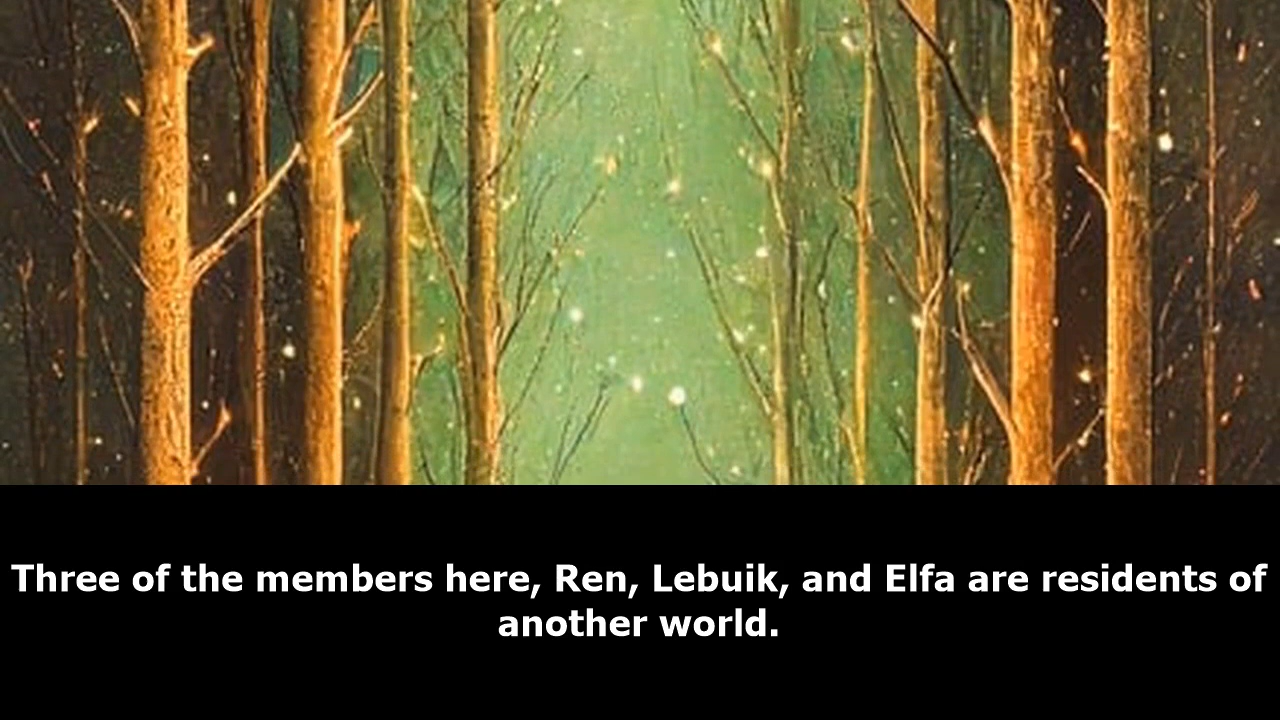 Three of the members here, Ren, Lebuik, and Elfa are residents of
another world.